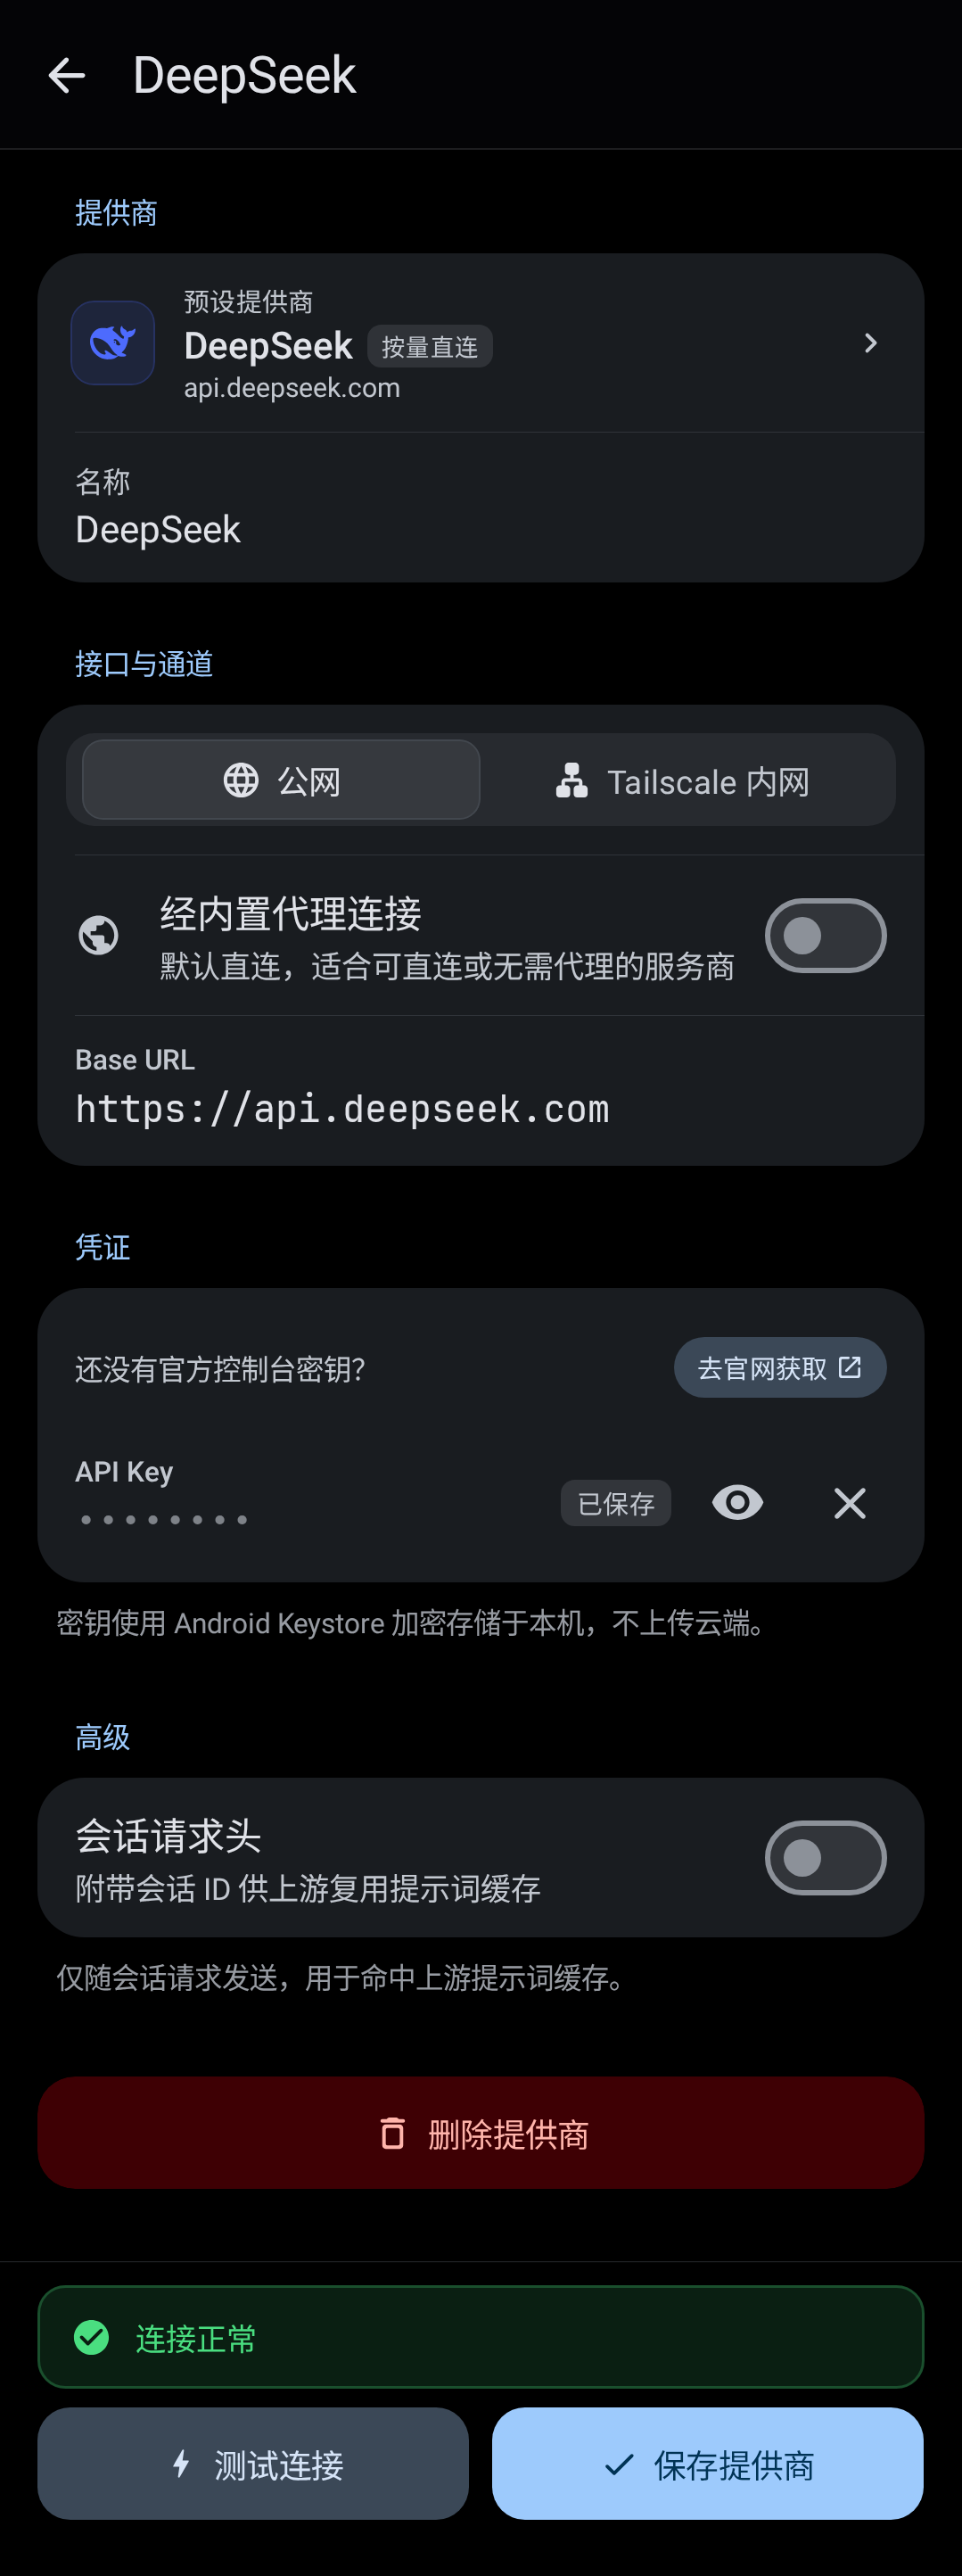 DeepSeek
提供商
预设提供商
DeepSeek 按量直连
api.deepseek.com
名称
DeepSeek
接口与通道
公网 Tailscale 内网
经内置代理连接
默认直连，适合可直连或无需代理的服务商
Base URL
https://api.deepseek.com
凭证
还没有官方控制台密钥？ 去官网获取
API Key
•••••••• 已保存
密钥使用 Android Keystore 加密存储于本机，不上传云端。
高级
会话请求头
附带会话 ID 供上游复用提示词缓存
仅随会话请求发送，用于命中上游提示词缓存。
删除提供商
连接正常
测试连接 保存提供商